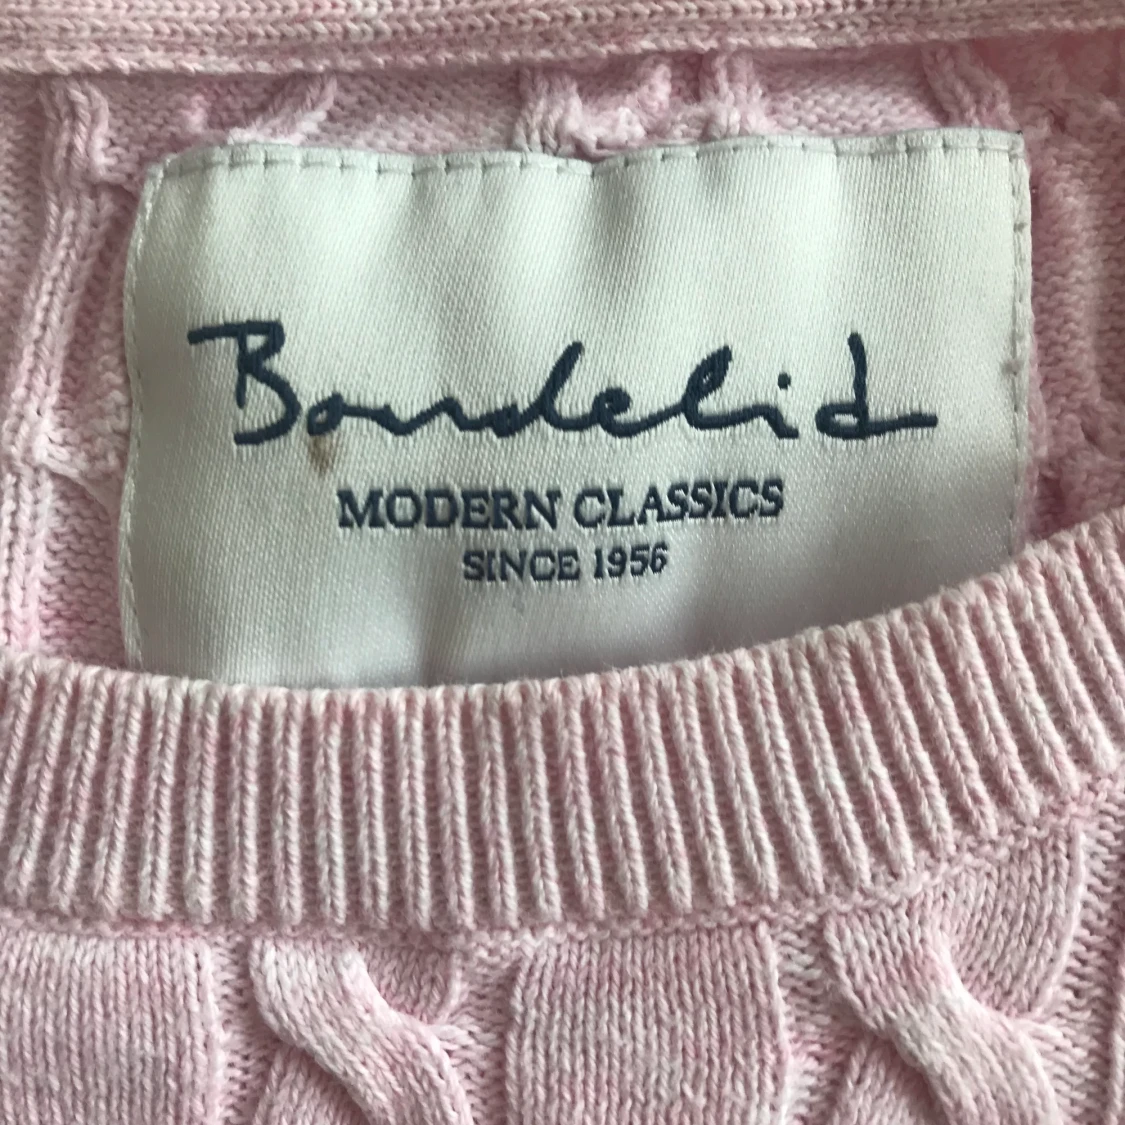 Bondelid
MODERN CLASSICS
SINCE 1956